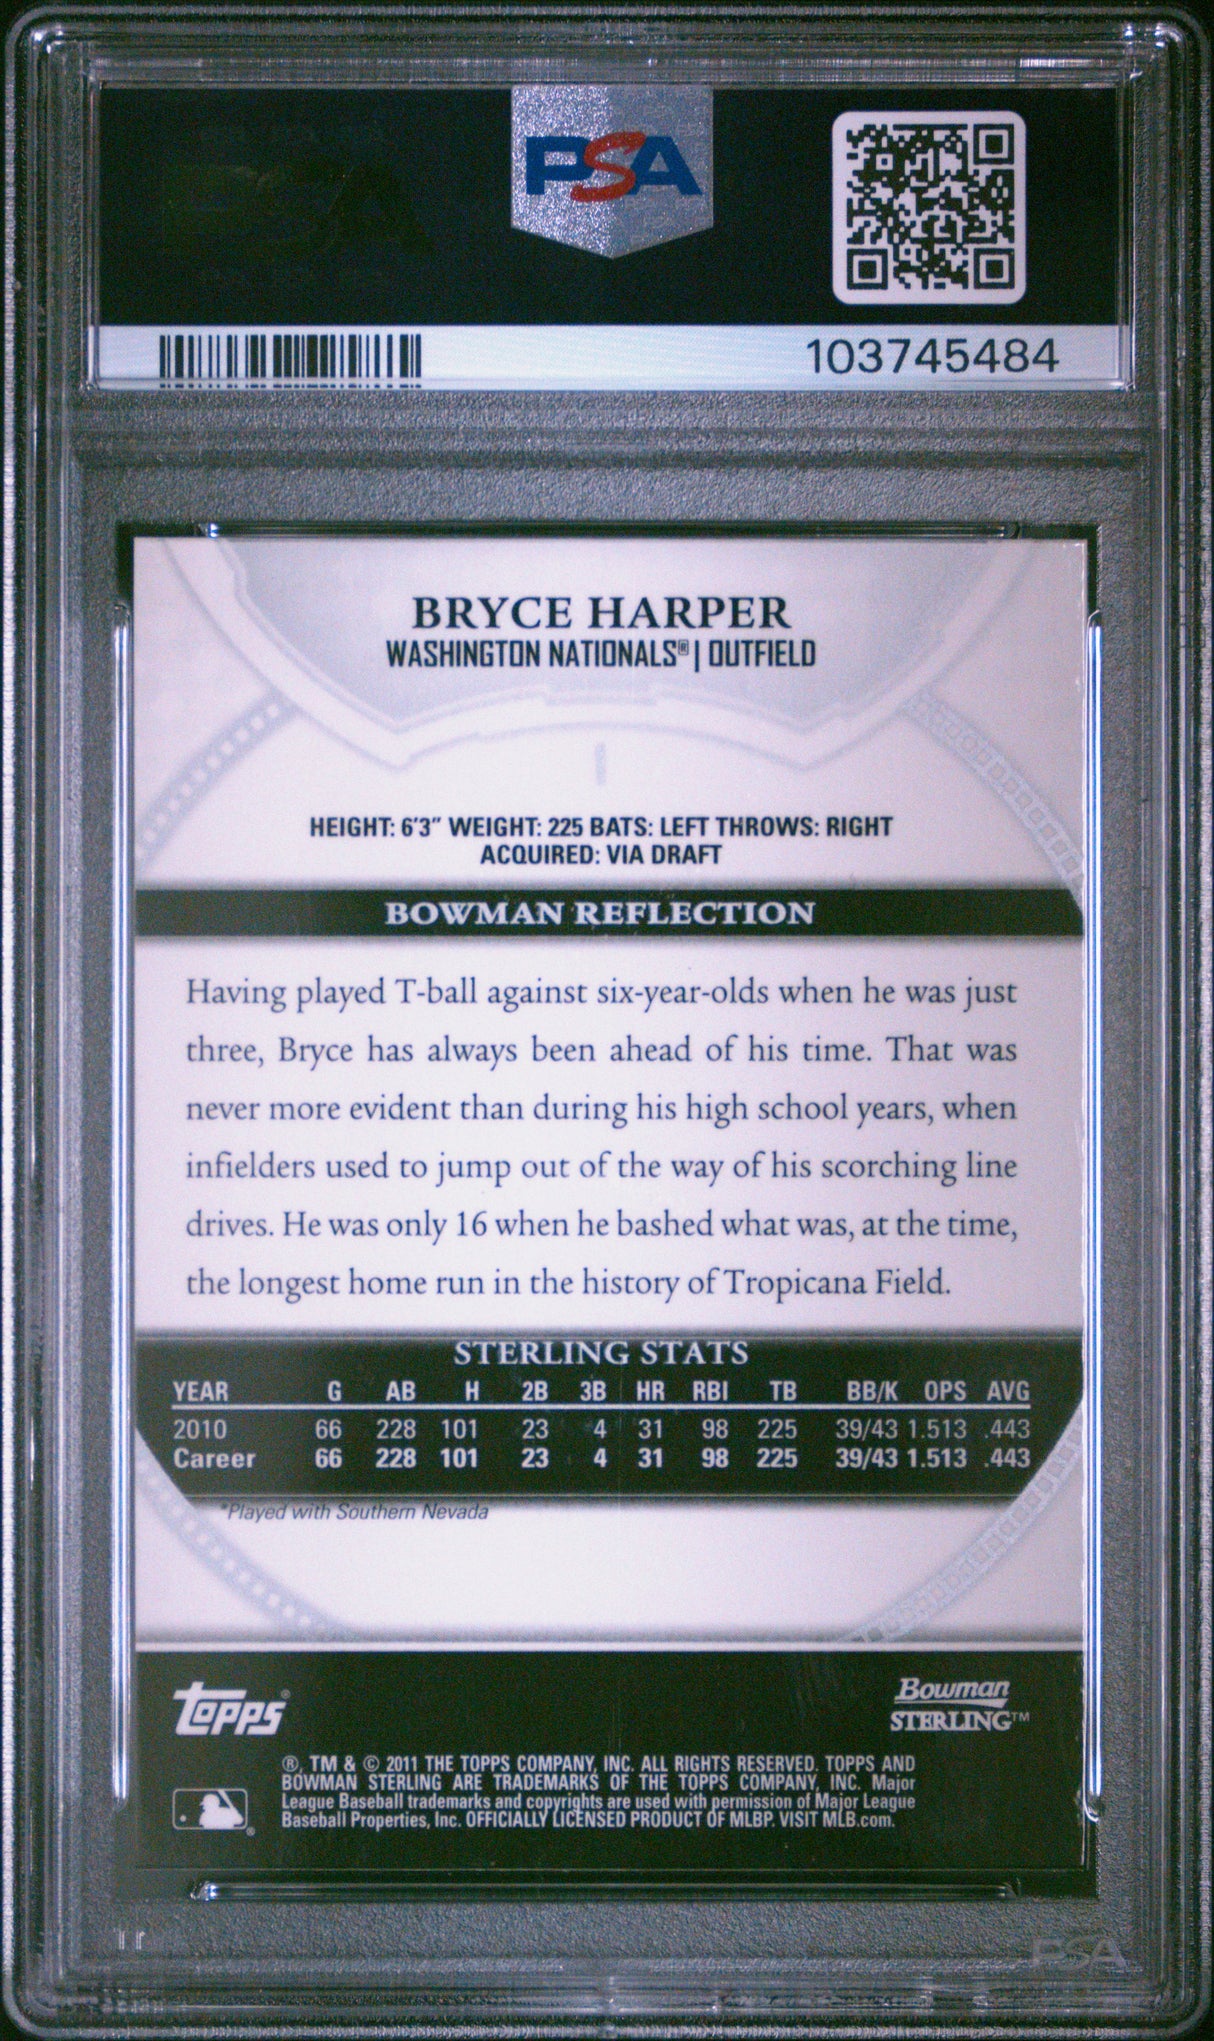 PSA
103745484
BRYCE HARPER
WASHINGTON NATIONALS® | OUTFIELD
1
HEIGHT: 6'3" WEIGHT: 225 BATS: LEFT THROWS: RIGHT
ACQUIRED: VIA DRAFT
BOWMAN REFLECTION
Having played T-ball against six-year-olds when he was just
three, Bryce has always been ahead of his time. That was
never more evident than during his high school years, when
infielders used to jump out of the way of his scorching line
drives. He was only 16 when he bashed what was, at the time,
the longest home run in the history of Tropicana Field.
STERLING STATS
YEAR G AB H 2B 3B HR RBI TB BB/K OPS AVG
2010 66 228 101 23 4 31 98 225 39/43 1.513 .443
Career 66 228 101 23 4 31 98 225 39/43 1.513 .443
*Played with Southern Nevada
Topps®
Bowman
STERLING™
®, TM & © 2011 THE TOPPS COMPANY, INC. ALL RIGHTS RESERVED. TOPPS AND
BOWMAN STERLING ARE TRADEMARKS OF THE TOPPS COMPANY, INC. Major
League Baseball trademarks and copyrights are used with permission of Major League
Baseball Properties, Inc. OFFICIALLY LICENSED PRODUCT OF MLBP. VISIT MLB.com.
PSA